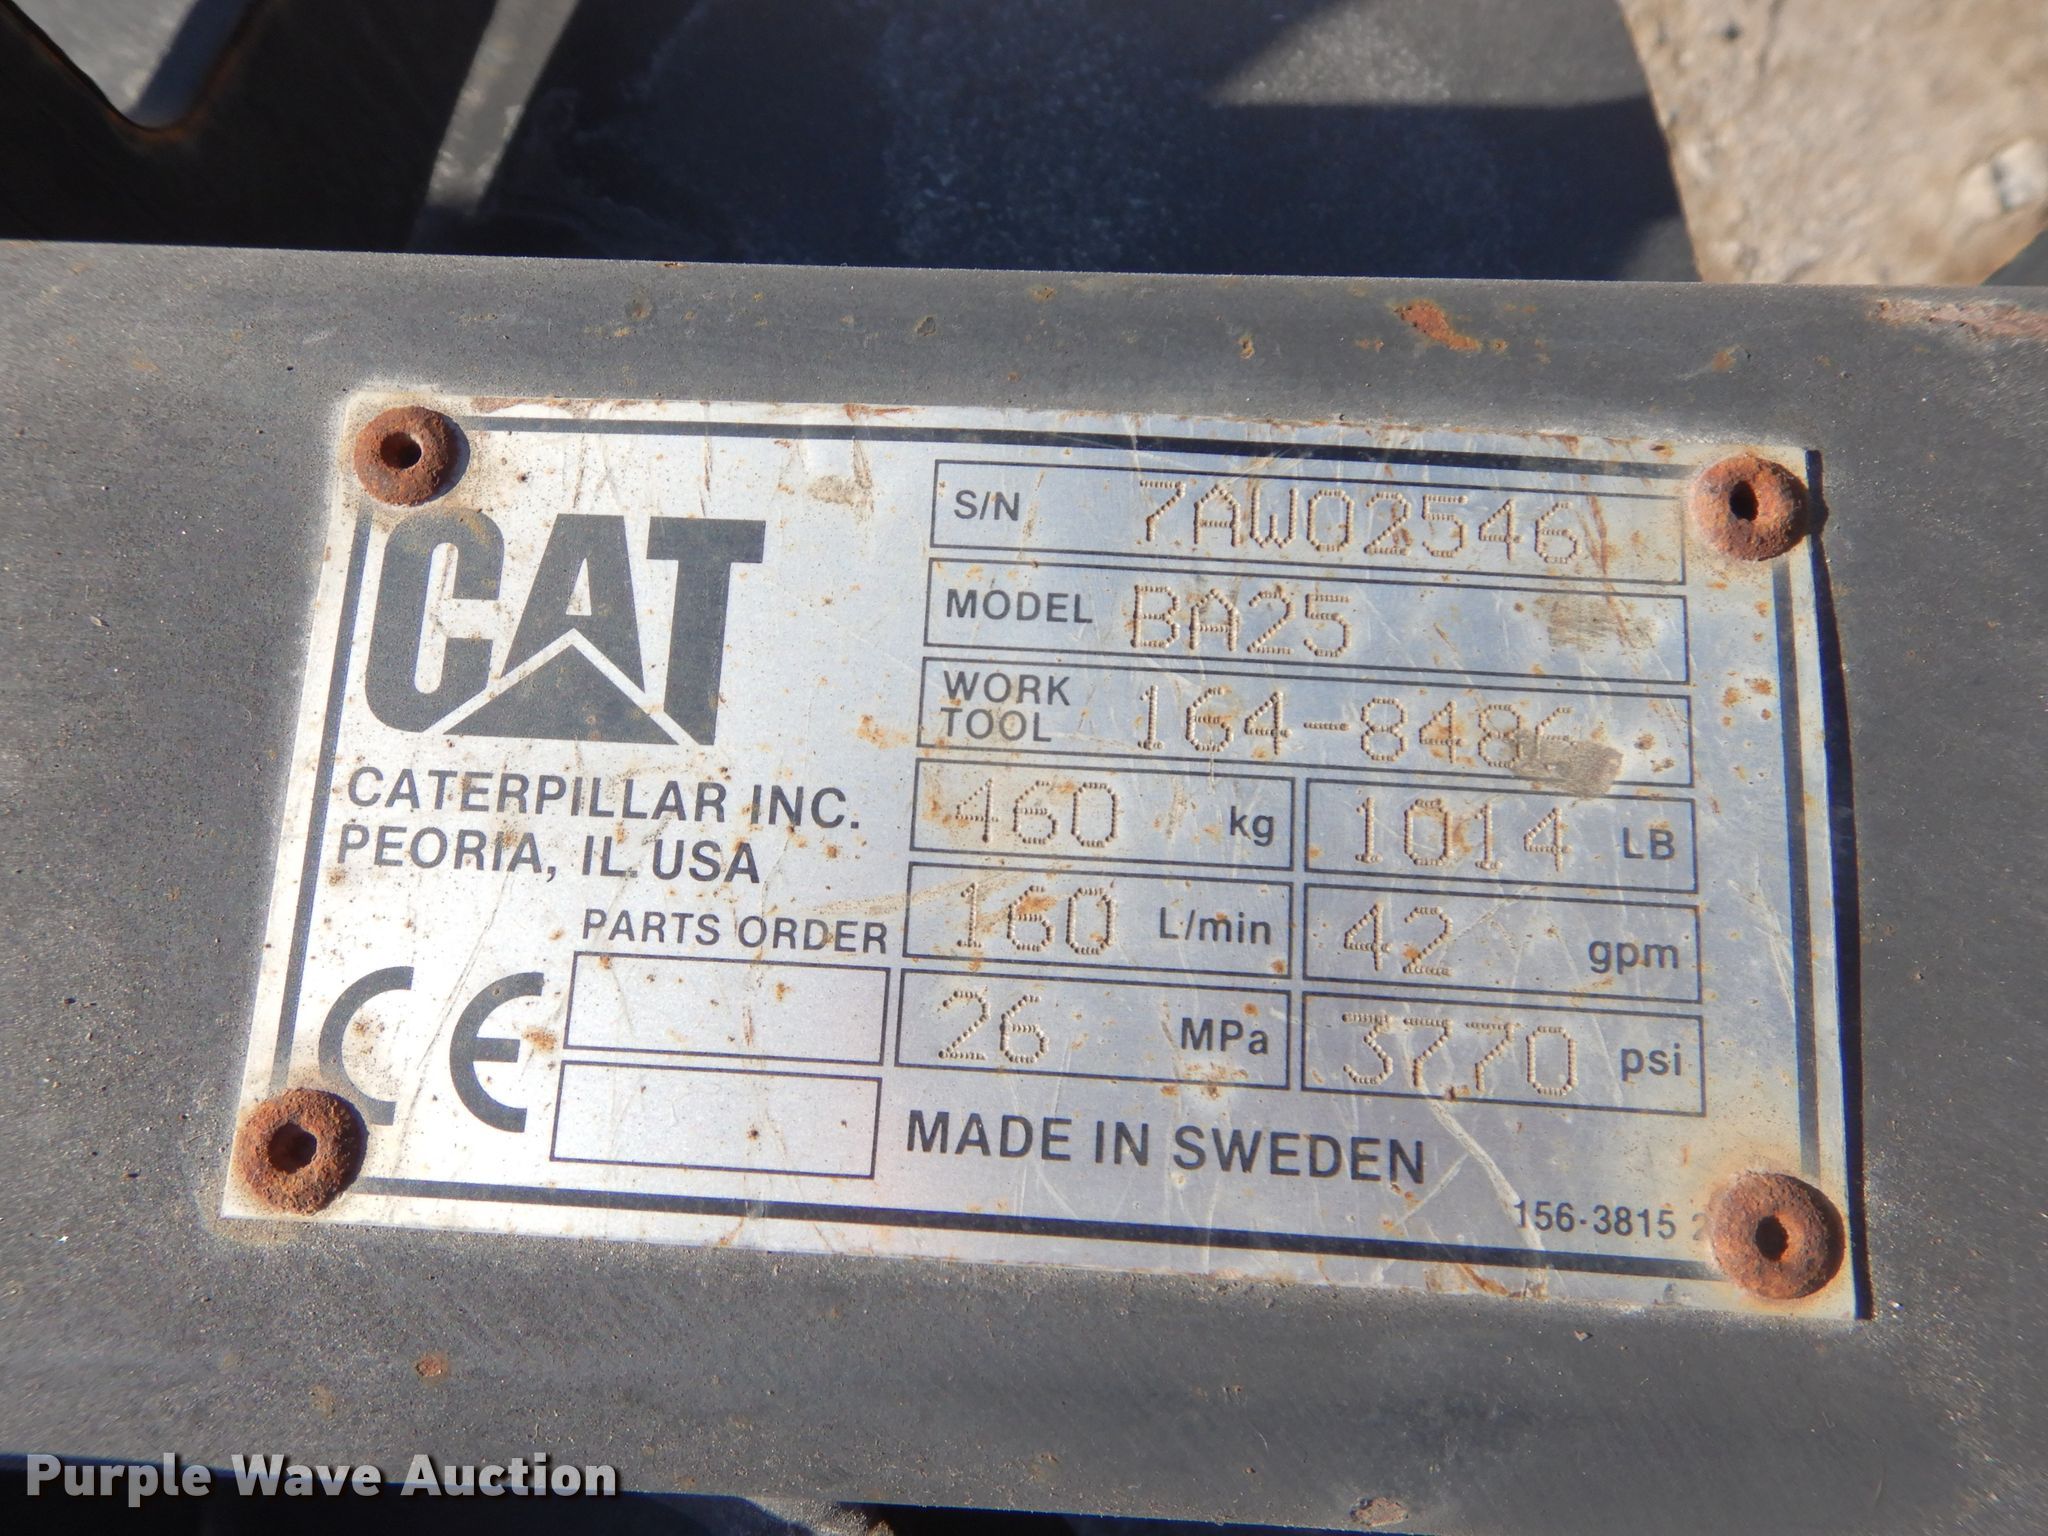 CAT
CATERPILLAR INC.
PEORIA, IL. USA
PARTS ORDER
CE
S/N 7AW02546
MODEL BA25
WORK TOOL 164-8486
460 kg 1014 LB
160 L/min 42 gpm
26 MPa 3770 psi
MADE IN SWEDEN
156-3815 2
Purple Wave Auction